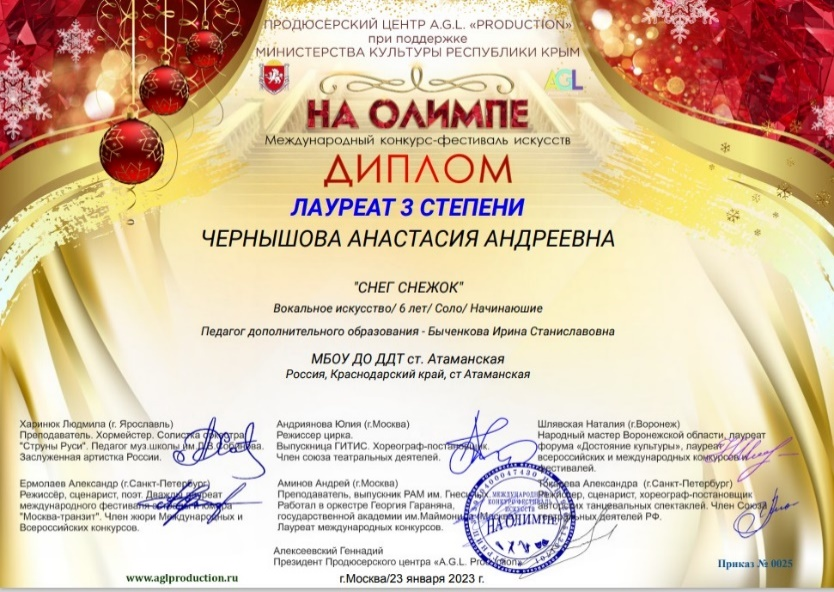 ПРОДЮСЕРСКИЙ ЦЕНТР A.G.L. «PRODUCTION»
при поддержке
МИНИСТЕРСТВА КУЛЬТУРЫ РЕСПУБЛИКИ КРЫМ
AGL
НА ОЛИМПЕ
Международный конкурс-фестиваль искусств
ДИПЛОМ
ЛАУРЕАТ 3 СТЕПЕНИ
ЧЕРНЫШОВА АНАСТАСИЯ АНДРЕЕВНА
"СНЕГ СНЕЖОК"
Вокальное искусство/ 6 лет/ Соло/ Начинаюшие
Педагог дополнительного образования - Быченкова Ирина Станиславовна
МБОУ ДО ДДТ ст. Атаманская
Россия, Краснодарский край, ст Атаманская
Харинюк Людмила (г. Ярославль)
Преподаватель. Хормейстер. Солистка оркестра
"Струны Руси". Педагог муз.школы им.Л.В.Собинова.
Заслуженная артистка России.
Андриянова Юлия (г.Москва)
Режиссер цирка.
Выпускница ГИТИС. Хореограф-постановщик.
Член союза театральных деятелей.
Шлявская Наталия (г.Воронеж)
Народный мастер Воронежской области, лауреат
форума «Достояние культуры», лауреат
всероссийских и международных конкурсов и
фестивалей.
Ермолаев Александр (г.Санкт-Петербург)
Режиссёр, сценарист, поэт. Дважды лауреат
международного фестиваля и юмора
"Москва-транзит". Член жюри Международных и
Всероссийских конкурсов.
Аминов Андрей (г.Москва)
Преподаватель, выпускник РАМ им. Гнесиных.
Работал в оркестре Георгия Гараняна,
государственной академии им.Маймонида
Лауреат международных конкурсов.
Александра (г.Санкт-Петербург)
Режиссер, сценарист, хореограф-постановщик
танцевальных спектаклей. Член Союза
театральных деятелей РФ.
МЕЖДУНАРОДНЫЙ
КОНКУРС-ФЕСТИВАЛЬ
ИСКУССТВ
НА ОЛИМПЕ
Алексеевский Геннадий
Президент Продюсерского центра «A.G.L. Production»
www.aglproduction.ru
г.Москва/23 января 2023 г.
Приказ № 0025